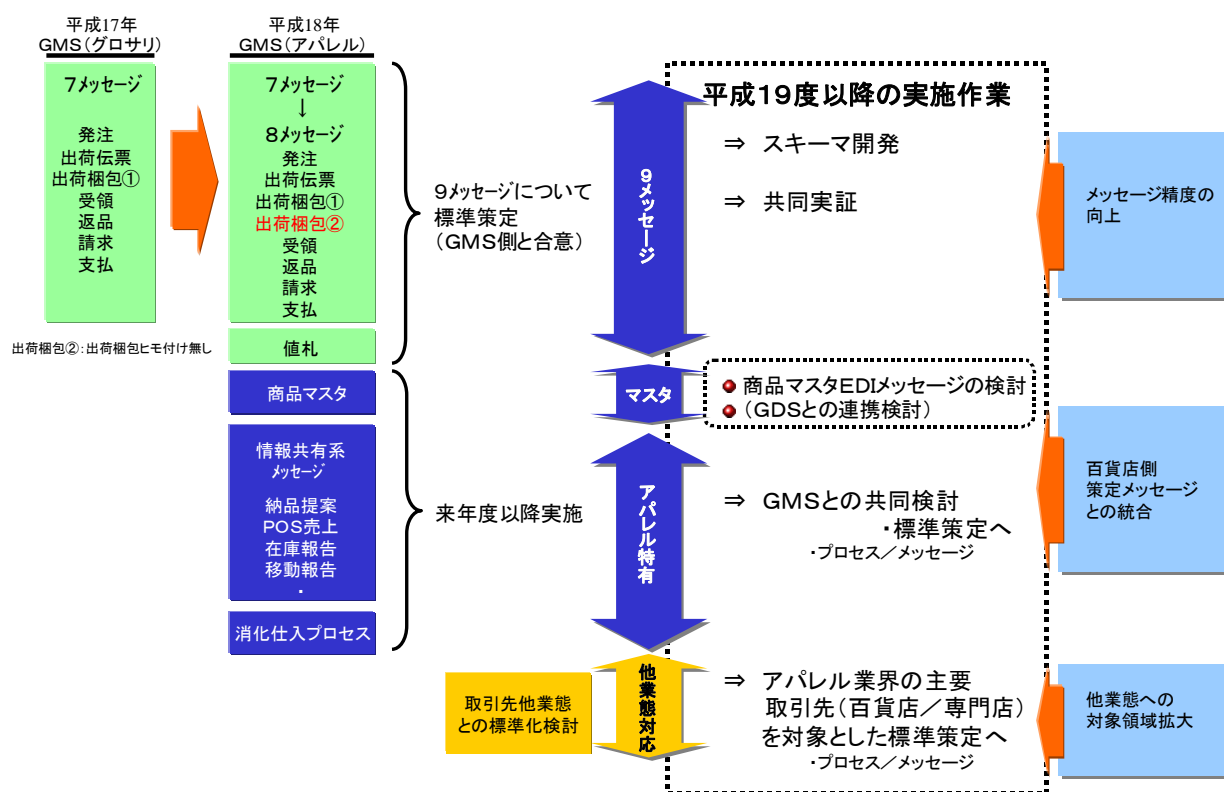 平成17年
GMS(グロサリ)
7メッセージ
発注
出荷伝票
出荷梱包①
受領
返品
請求
支払
出荷梱包②:出荷梱包ヒモ付け無し
平成18年
GMS(アパレル)
7メッセージ
↓
8メッセージ
発注
出荷伝票
出荷梱包①
出荷梱包②
受領
返品
請求
支払
値札
商品マスタ
情報共有系
メッセージ
納品提案
POS売上
在庫報告
移動報告
・
消化仕入プロセス
9メッセージについて
標準策定
(GMS側と合意)
来年度以降実施
取引先他業態
との標準化検討
9メッセージ
マスタ
アパレル特有
他業態対応
平成19度以降の実施作業
⇒ スキーマ開発
⇒ 共同実証
商品マスタEDIメッセージの検討
(GDSとの連携検討)
⇒ GMSとの共同検討
・標準策定へ
・プロセス/メッセージ
⇒ アパレル業界の主要
取引先(百貨店/専門店)
を対象とした標準策定へ
・プロセス/メッセージ
メッセージ精度の
向上
百貨店側
策定メッセージ
との統合
他業態への
対象領域拡大